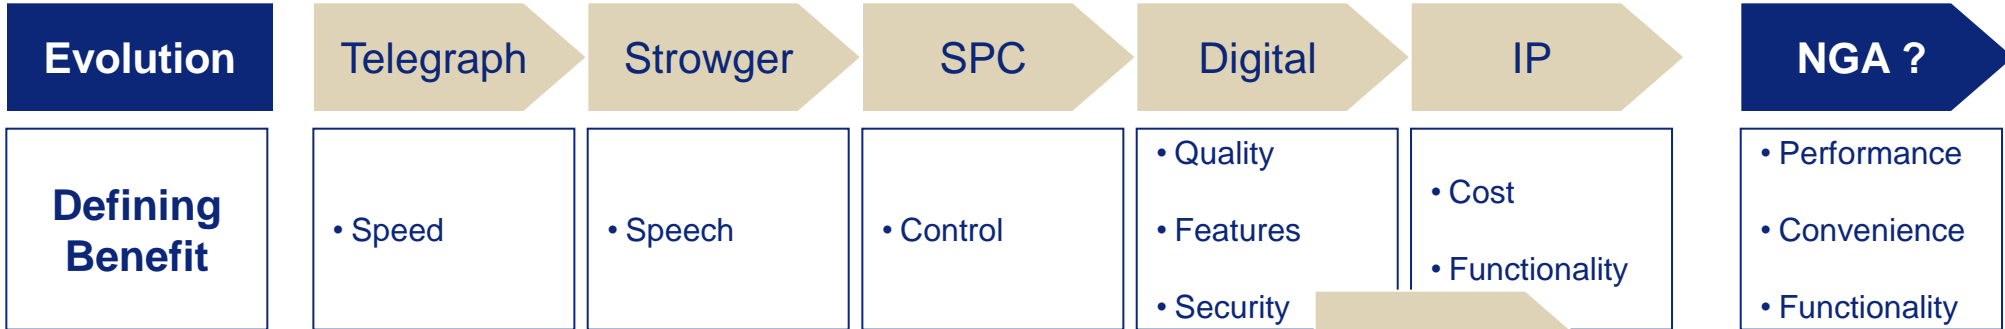 Evolution
Telegraph
Strowger
SPC
Digital
IP
NGA ?
Defining
Benefit
• Speed
• Speech
• Control
• Quality
• Features
• Security
• Cost
• Functionality
• Performance
• Convenience
• Functionality